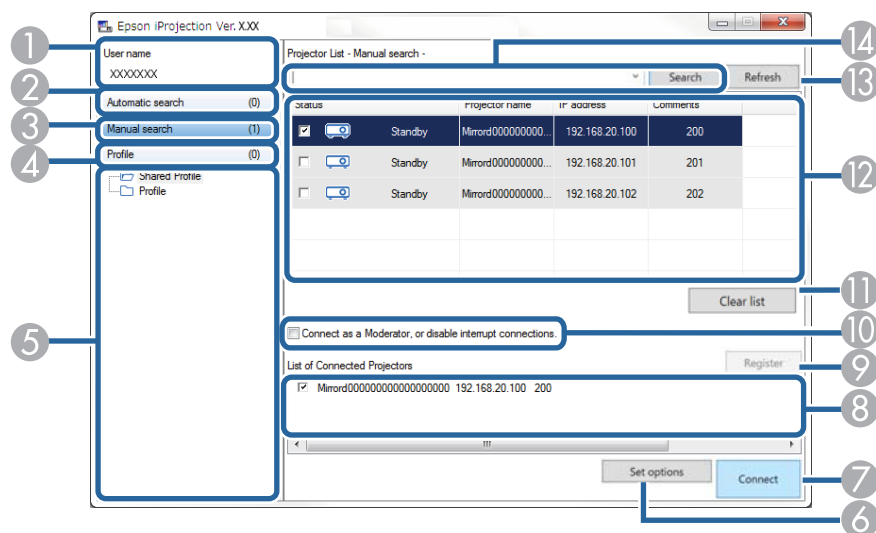 Epson iProjection Ver. X.XX
1
User name
XXXXXXX
2
Automatic search (0)
3
Manual search (1)
4
Profile (0)
Shared Profile
Profile
5
Projector List - Manual search -
14
Search
Refresh
13
Status Projector name IP address Comments
Standby Mirrord000000000... 192.168.20.100 200
Standby Mirrord000000000... 192.168.20.101 201
Standby Mirrord000000000... 192.168.20.102 202
12
Clear list
11
Connect as a Moderator, or disable interrupt connections.
10
List of Connected Projectors
Register
9
Mirrord000000000000000000 192.168.20.100 200
8
Set options
Connect
7
6